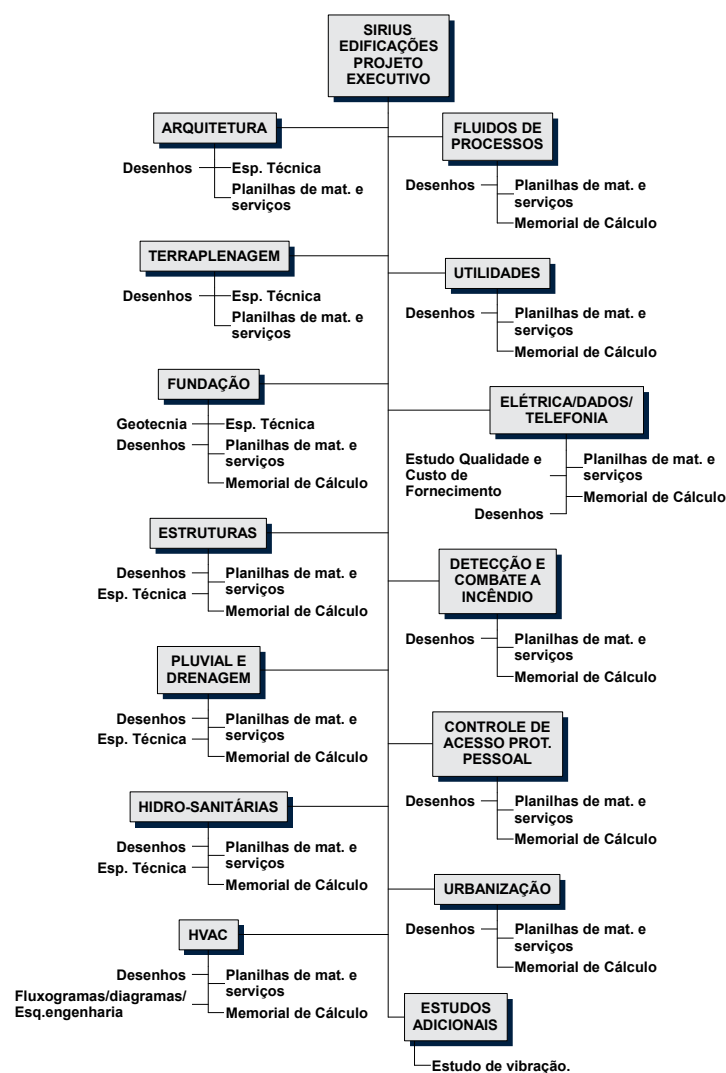 SIRIUS
EDIFICAÇÕES
PROJETO
EXECUTIVO
ARQUITETURA
Desenhos
Esp. Técnica
Planilhas de mat. e
serviços
TERRAPLENAGEM
Desenhos
Esp. Técnica
Planilhas de mat. e
serviços
FUNDAÇÃO
Geotecnia
Esp. Técnica
Desenhos
Planilhas de mat. e
serviços
Memorial de Cálculo
ESTRUTURAS
Desenhos
Planilhas de mat. e
serviços
Esp. Técnica
Memorial de Cálculo
PLUVIAL E
DRENAGEM
Desenhos
Planilhas de mat. e
serviços
Esp. Técnica
Memorial de Cálculo
HIDRO-SANITÁRIAS
Desenhos
Planilhas de mat. e
serviços
Esp. Técnica
Memorial de Cálculo
HVAC
Desenhos
Planilhas de mat. e
serviços
Fluxogramas/diagramas/
Esq.engenharia
Memorial de Cálculo
FLUIDOS DE
PROCESSOS
Desenhos
Planilhas de mat. e
serviços
Memorial de Cálculo
UTILIDADES
Desenhos
Planilhas de mat. e
serviços
Memorial de Cálculo
ELÉTRICA/DADOS/
TELEFONIA
Estudo Qualidade e
Custo de
Fornecimento
Planilhas de mat. e
serviços
Memorial de Cálculo
Desenhos
DETECÇÃO E
COMBATE A
INCÊNDIO
Desenhos
Planilhas de mat. e
serviços
Memorial de Cálculo
CONTROLE DE
ACESSO PROT.
PESSOAL
Desenhos
Planilhas de mat. e
serviços
Memorial de Cálculo
URBANIZAÇÃO
Desenhos
Planilhas de mat. e
serviços
Memorial de Cálculo
ESTUDOS
ADICIONAIS
Estudo de vibração.